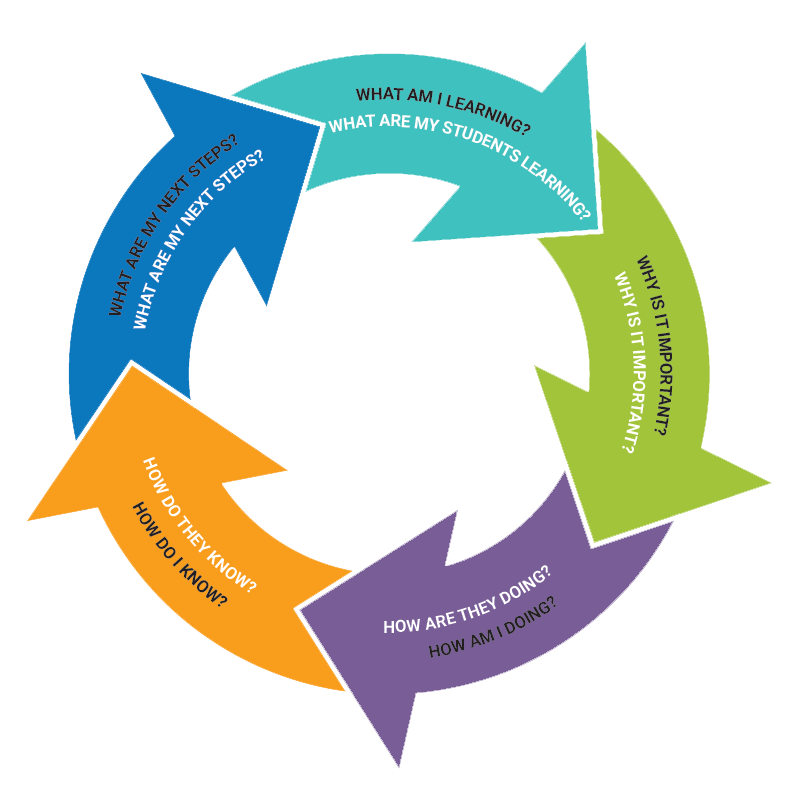 WHAT AM I LEARNING?
WHAT ARE MY STUDENTS LEARNING?
WHY IS IT IMPORTANT?
WHY IS IT IMPORTANT?
HOW ARE THEY DOING?
HOW AM I DOING?
HOW DO THEY KNOW?
HOW DO I KNOW?
WHAT ARE MY NEXT STEPS?
WHAT ARE MY NEXT STEPS?